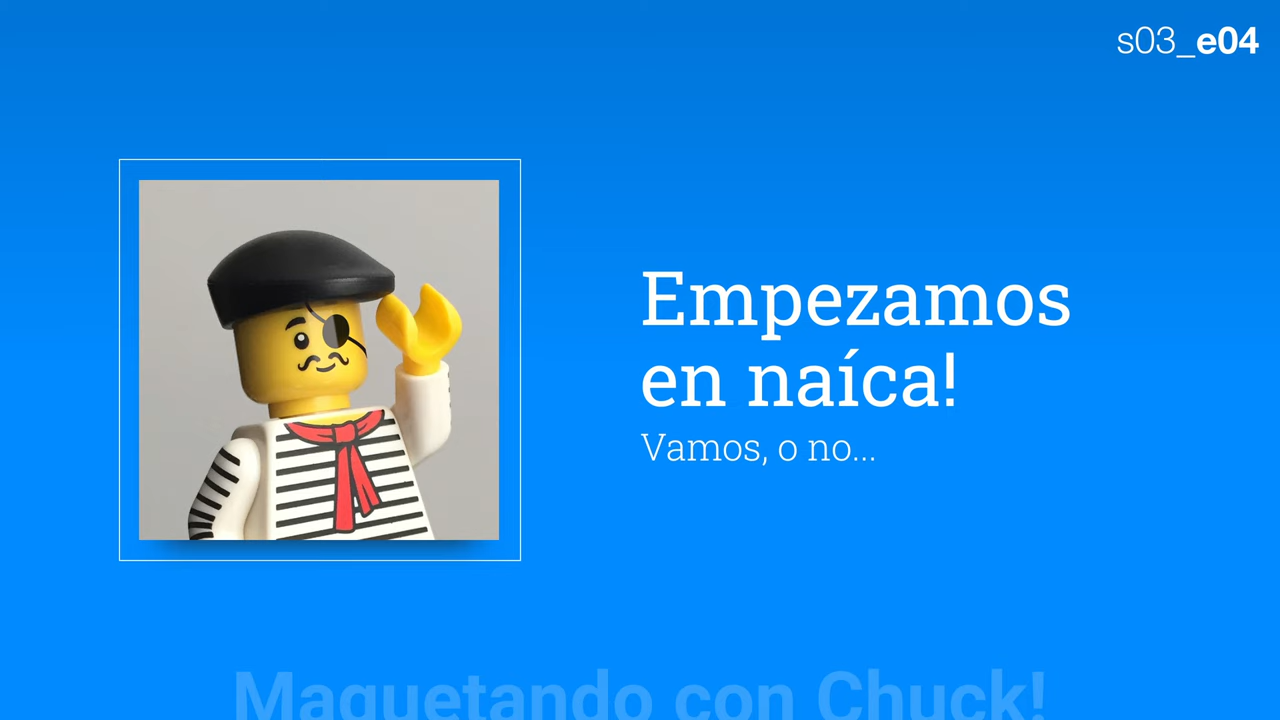 s03_e04
Empezamos
en naíca!
Vamos, o no...
Maquetando con Chuck!